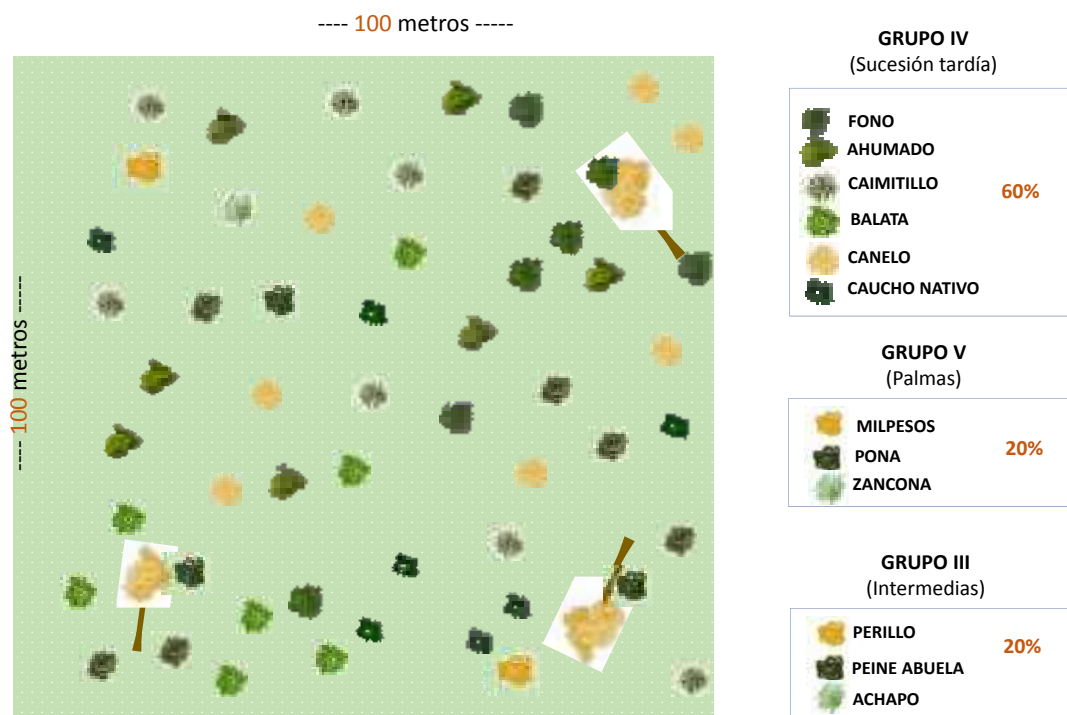 ---- 100 metros -----
---- 100 metros -----
GRUPO IV
(Sucesión tardía)
FONO
AHUMADO
CAIMITILLO
60%
BALATA
CANELO
CAUCHO NATIVO
GRUPO V
(Palmas)
MILPESOS
PONA
20%
ZANCONA
GRUPO III
(Intermedias)
PERILLO
20%
PEINE ABUELA
ACHAPO